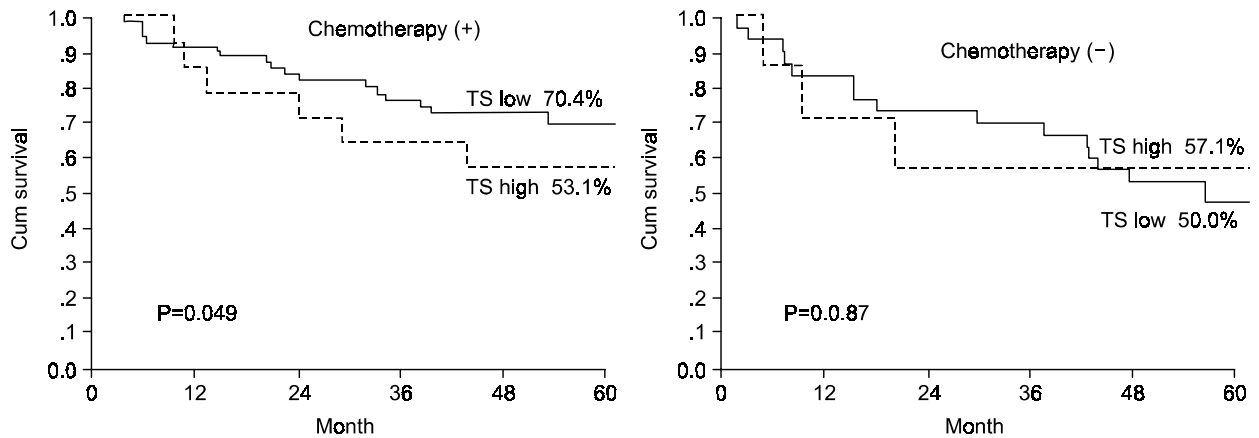 Chemotherapy (+)
Cum survival
1.0
.9
.8
.7
.6
.5
.4
.3
.2
.1
0.0
TS low 70.4%
TS high 53.1%
P=0.049
0 12 24 36 48 60
Month
Chemotherapy (−)
Cum survival
1.0
.9
.8
.7
.6
.5
.4
.3
.2
.1
0.0
TS high 57.1%
TS low 50.0%
P=0.0.87
0 12 24 36 48 60
Month